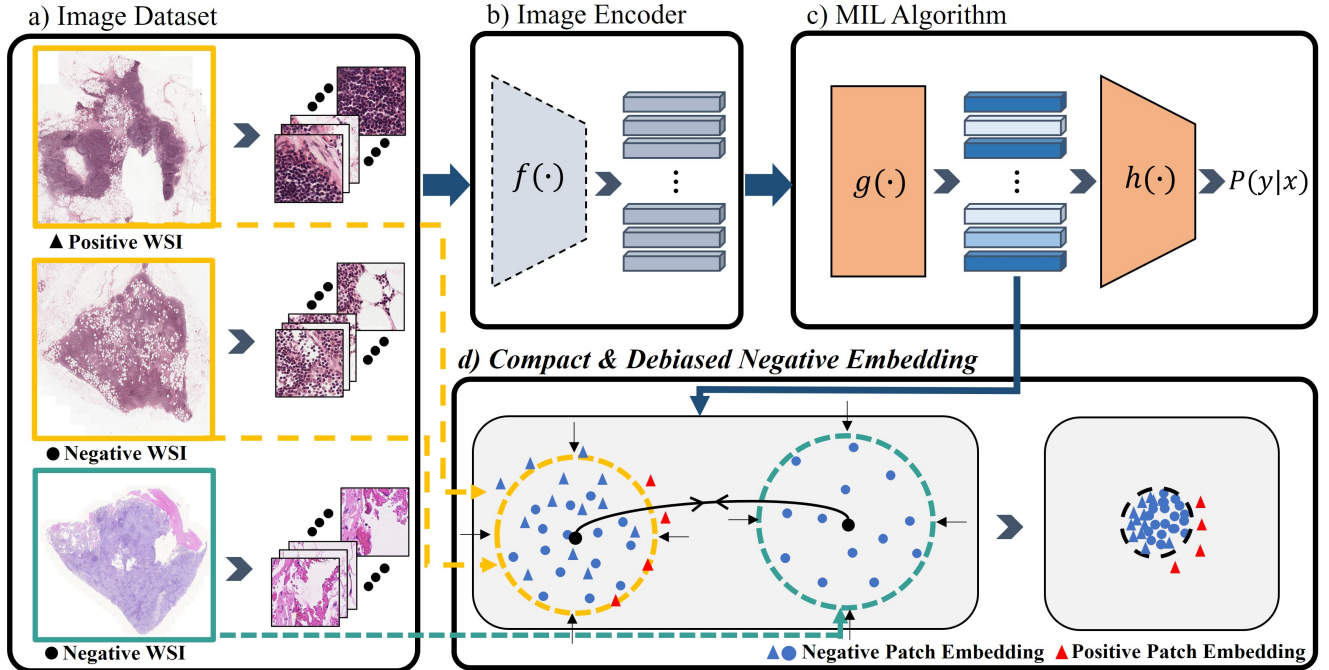 a) Image Dataset
▲ Positive WSI
● Negative WSI
● Negative WSI
b) Image Encoder
f(·)
c) MIL Algorithm
g(·)
h(·)
P(y|x)
d) Compact & Debiased Negative Embedding
Negative Patch Embedding
Positive Patch Embedding